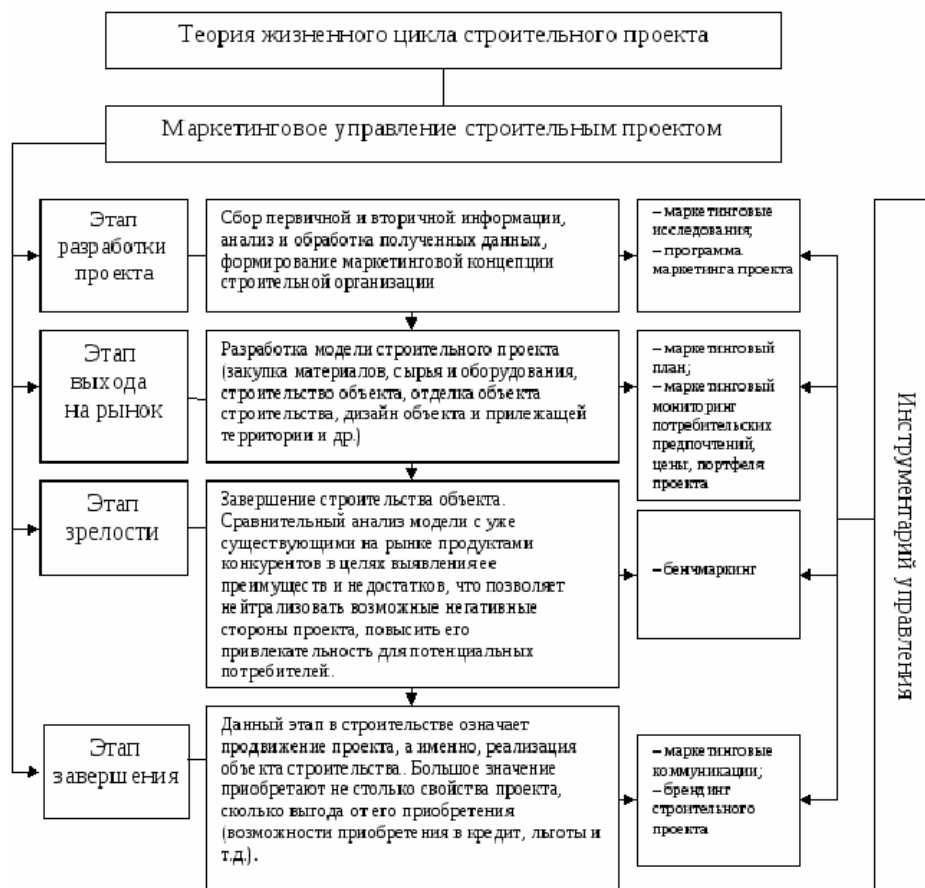 Теория жизненного цикла строительного проекта
Маркетинговое управление строительным проектом
Этап
разработки
проекта
Сбор первичной и вторичной информации,
анализ и обработка полученных данных,
формирование маркетинговой концепции
строительной организации
– маркетинговые
исследования;
– программа
маркетинга проекта
Этап
выхода
на рынок
Разработка модели строительного проекта
(закупка материалов, сырья и оборудования,
строительство объекта, отделка объекта
строительства, дизайн объекта и прилежащей
территории и др.)
– маркетинговый
план;
– маркетинговый
мониторинг
потребительских
предпочтений,
цены, портфеля
проекта
Этап
зрелости
Завершение строительства объекта.
Сравнительный анализ модели с уже
существующими на рынке продуктами
конкурентов в целях выявления ее
преимуществ и недостатков, что позволяет
нейтрализовать возможные негативные
стороны проекта, повысить его
привлекательность для потенциальных
потребителей.
– бенчмаркинг
Этап
завершения
Данный этап в строительстве означает
продвижение проекта, а именно, реализация
объекта строительства. Большое значение
приобретают не столько свойства проекта,
сколько выгода от его приобретения
(возможности приобретения в кредит, льготы и
т.д.).
– маркетинговые
коммуникации;
– брендинг
строительного
проекта
Инструментарий управления